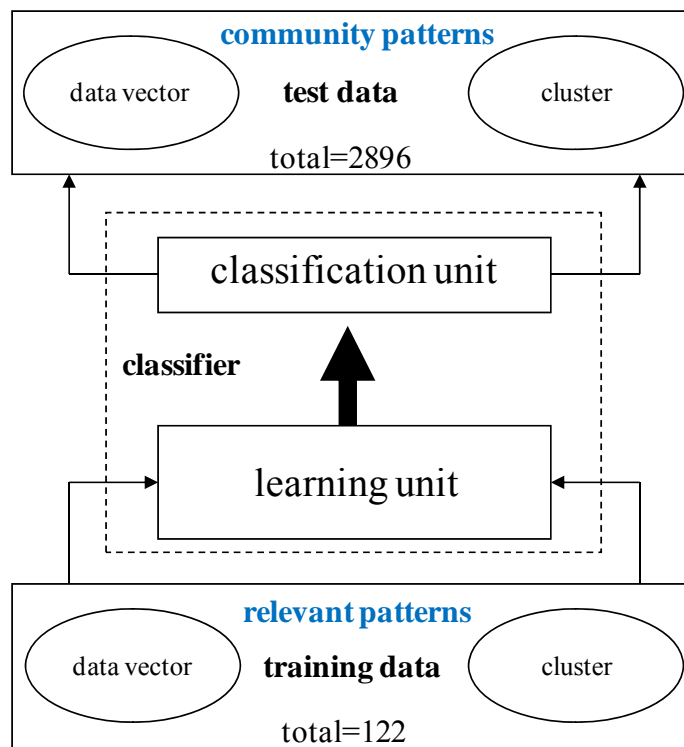 community patterns
data vector
test data
cluster
total=2896
classification unit
classifier
learning unit
relevant patterns
data vector
training data
cluster
total=122